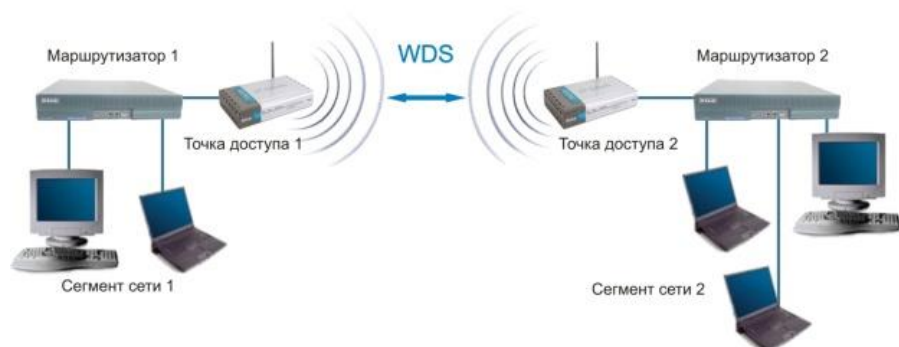 Маршрутизатор 1
WDS
Маршрутизатор 2
Точка доступа 1
Точка доступа 2
Сегмент сети 1
Сегмент сети 2